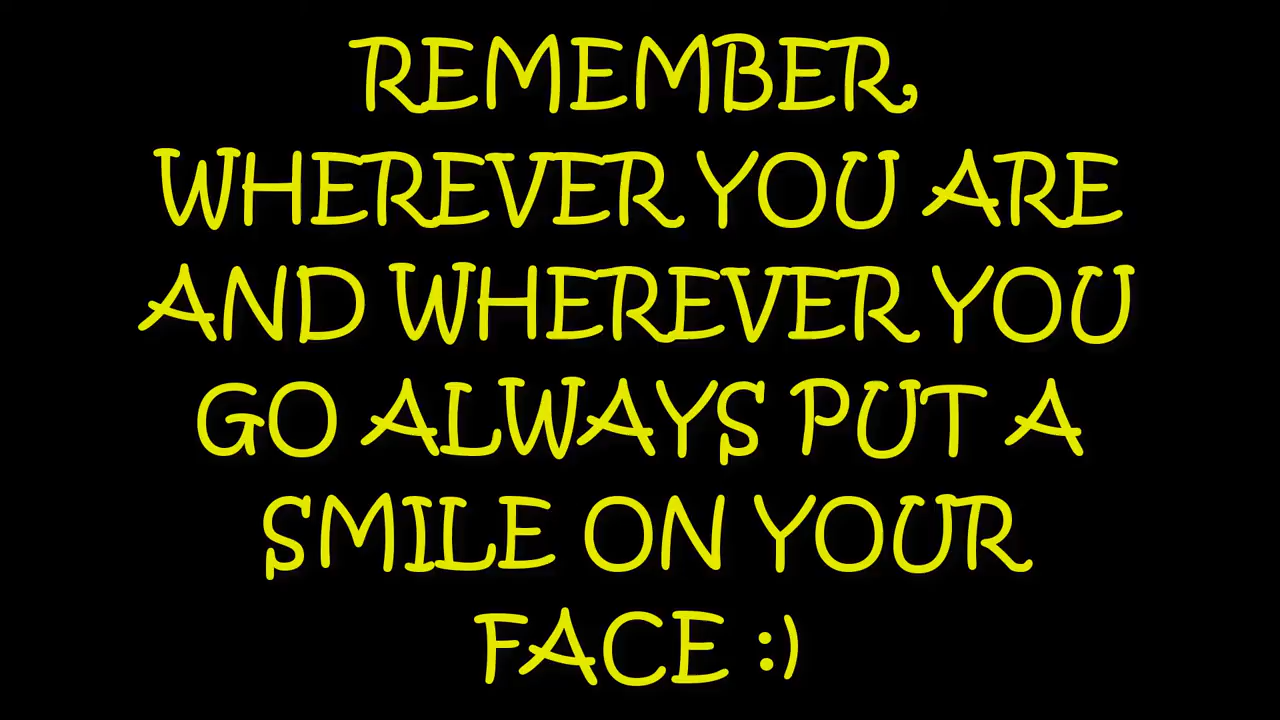 REMEMBER,
WHEREVER YOU ARE
AND WHEREVER YOU
GO ALWAYS PUT A
SMILE ON YOUR
FACE :)